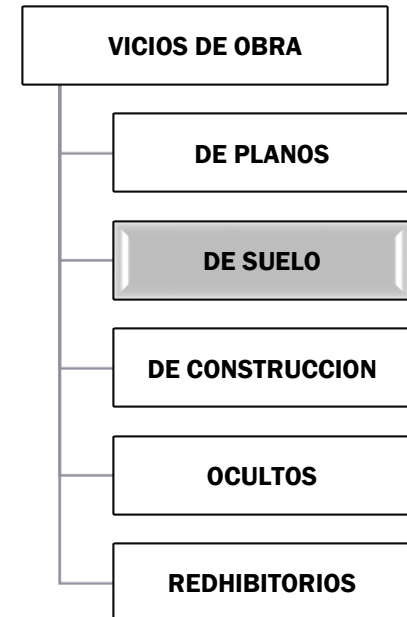 VICIOS DE OBRA
DE PLANOS
DE SUELO
DE CONSTRUCCION
OCULTOS
REDHIBITORIOS